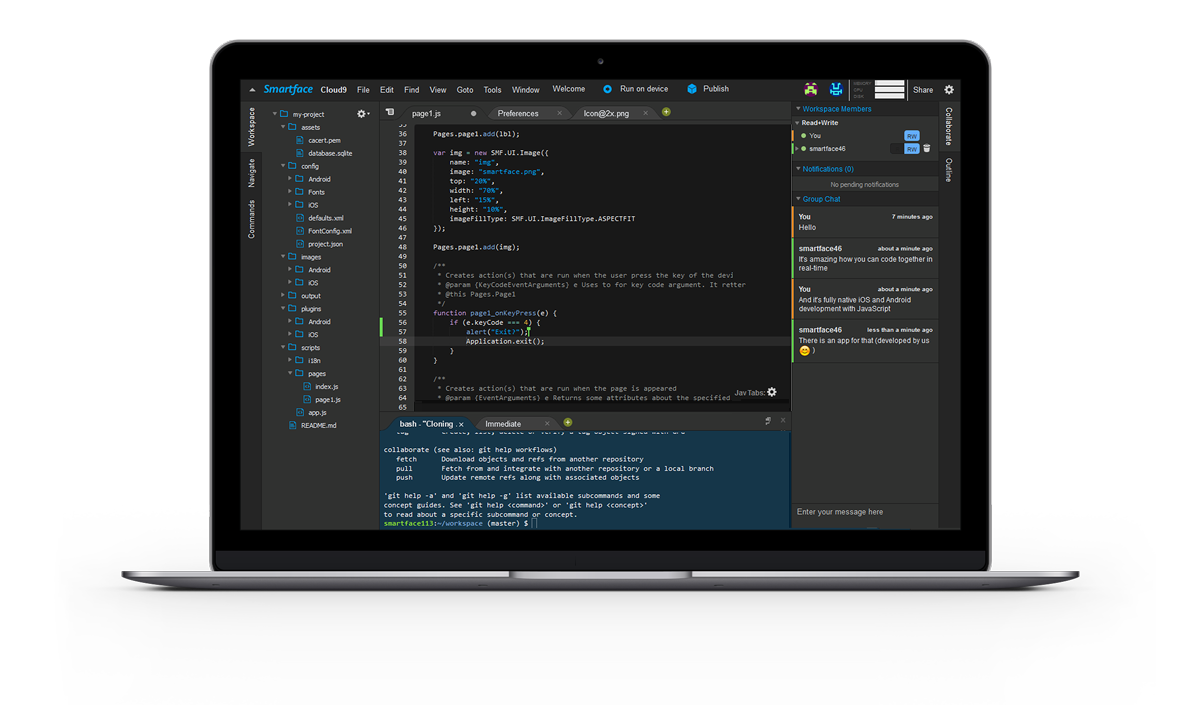 Smartface Cloud9 File Edit Find View Goto Tools Window Welcome Run on device Publish MEMORY CPU DISK Share
Workspace
Navigate
Commands
my-project
assets
cacert.pem
database.sqlite
config
Android
Fonts
iOS
defaults.xml
FontConfig.xml
project.json
images
Android
iOS
output
plugins
Android
iOS
scripts
i18n
pages
index.js
page1.js
app.js
README.md
page1.js Preferences Icon@2x.png
35
36 Pages.page1.add(lbl);
37
38 var img = new SMF.UI.Image({
39 name: "img",
40 image: "smartface.png",
41 top: "20%",
42 width: "70%",
43 left: "15%",
44 height: "10%",
45 imageFillType: SMF.UI.ImageFillType.ASPECTFIT
46 });
47
48 Pages.page1.add(img);
49
50 /**
51 * Creates action(s) that are run when the user press the key of the devi
52 * @param {KeyCodeEventArguments} e Uses to for key code argument. It retter
53 * @this Pages.Page1
54 */
55 function page1_onKeyPress(e) {
56 if (e.keyCode === 4) {
57 alert("Exit?");
58 Application.exit();
59 }
60 }
61
62 /**
63 * Creates action(s) that are run when the page is appeared
64 * @param {EventArguments} e Returns some attributes about the specified
65
Jav Tabs:
bash - "Cloning . x Immediate
tag Create, list, delete or verify a tag object signed with GPG
collaborate (see also: git help workflows)
fetch Download objects and refs from another repository
pull Fetch from and integrate with another repository or a local branch
push Update remote refs along with associated objects
'git help -a' and 'git help -g' list available subcommands and some
concept guides. See 'git help <command>' or 'git help <concept>'
to read about a specific subcommand or concept.
smartface113:~/workspace (master) $
Workspace Members
Read+Write
You RW
smartface46 RW
Notifications (0)
No pending notifications
Group Chat
You 7 minutes ago
Hello
smartface46 about a minute ago
It's amazing how you can code together in
real-time
You about a minute ago
And it's fully native iOS and Android
development with JavaScript
smartface46 less than a minute ago
There is an app for that (developed by us
😊 )
Enter your message here
Collaborate
Outline